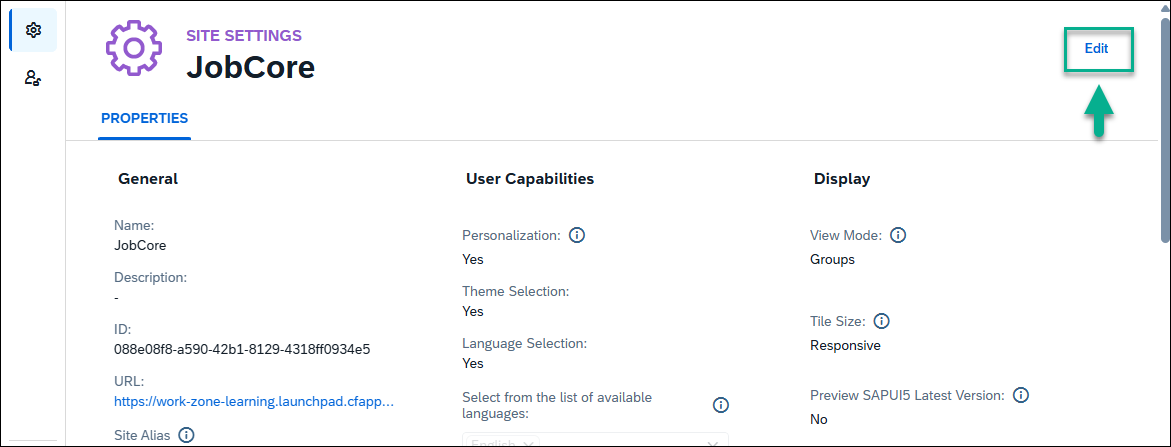 SITE SETTINGS
JobCore
Edit
PROPERTIES
General
Name:
JobCore
Description:
-
ID:
088e08f8-a590-42b1-8129-4318ff0934e5
URL:
https://work-zone-learning.launchpad.cfapp...
Site Alias
User Capabilities
Personalization:
Yes
Theme Selection:
Yes
Language Selection:
Yes
Select from the list of available
languages:
English
Display
View Mode:
Groups
Tile Size:
Responsive
Preview SAPUI5 Latest Version:
No